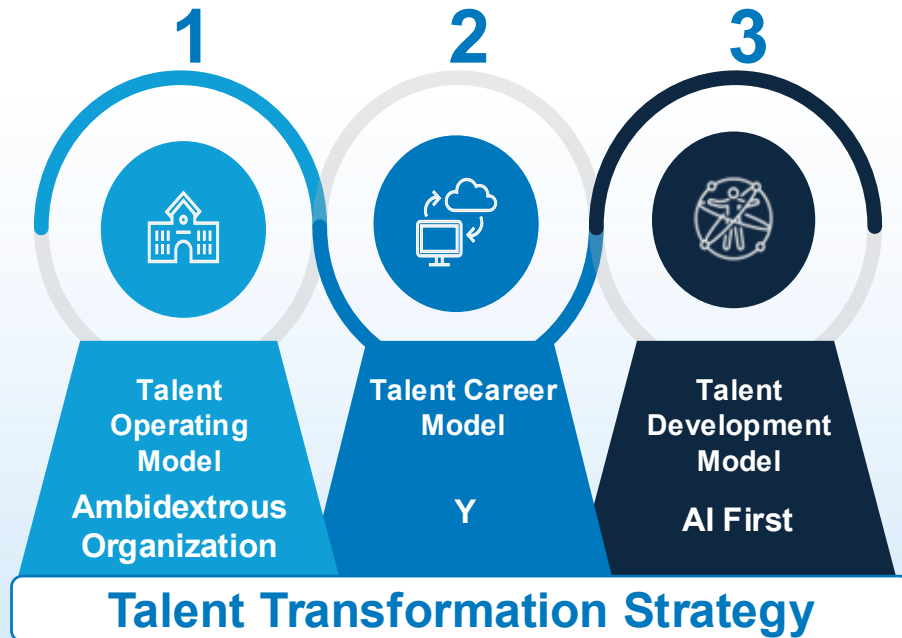 1
2
3
Talent
Operating
Model
Ambidextrous
Organization
Talent Career
Model
Y
Talent
Development
Model
AI First
Talent Transformation Strategy